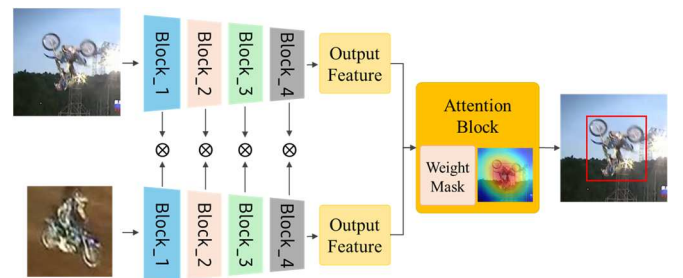 Block_1
Block_2
Block_3
Block_4
Output
Feature
Attention
Block
Weight
Mask
Block_1
Block_2
Block_3
Block_4
Output
Feature